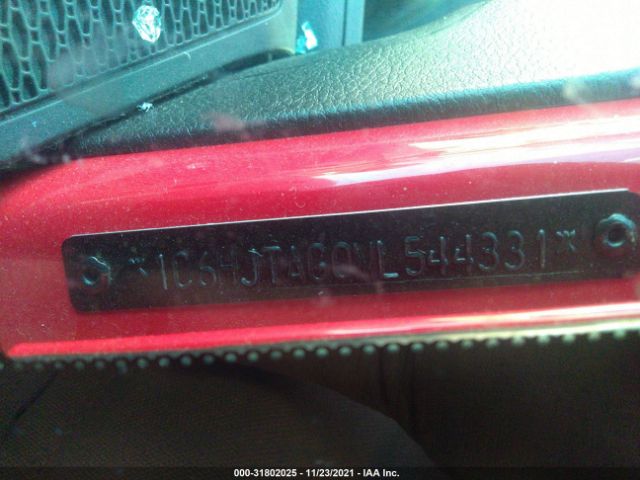 *1C6HJTAG0ML544331*
000-31802025 - 11/23/2021 - IAA Inc.